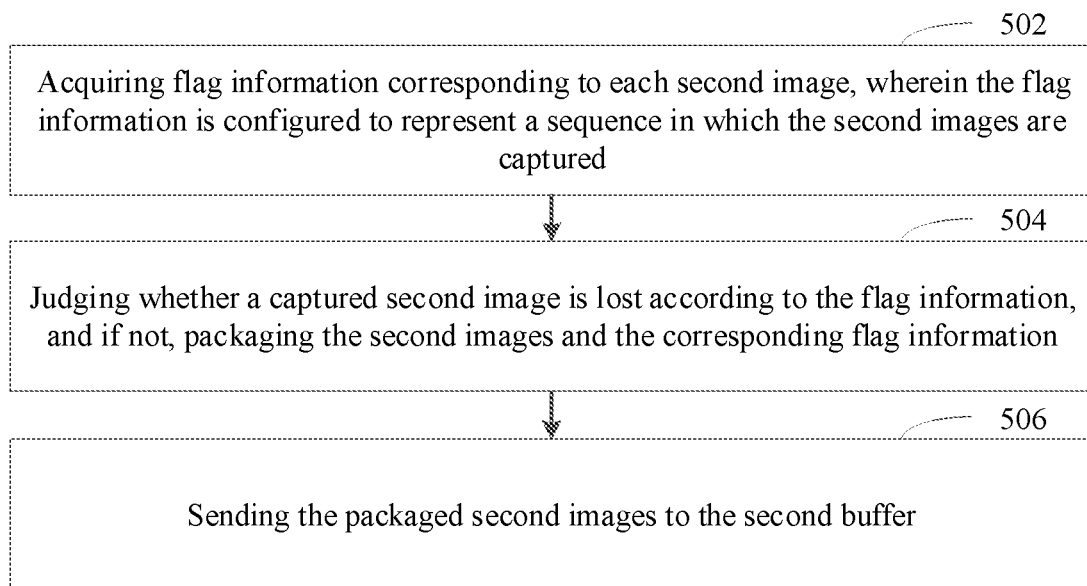 502
Acquiring flag information corresponding to each second image, wherein the flag
information is configured to represent a sequence in which the second images are
captured
504
Judging whether a captured second image is lost according to the flag information,
and if not, packaging the second images and the corresponding flag information
506
Sending the packaged second images to the second buffer